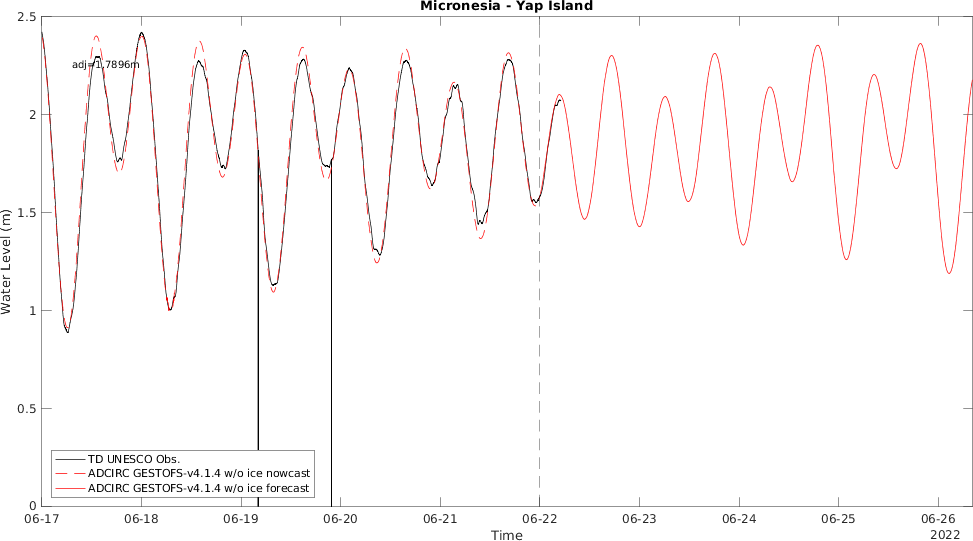 Micronesia - Yap Island
2.5
2
1.5
1
0.5
0
Water Level (m)
adj=1.7896m
TD UNESCO Obs.
ADCIRC GESTOFS-v4.1.4 w/o ice nowcast
ADCIRC GESTOFS-v4.1.4 w/o ice forecast
06-17 06-18 06-19 06-20 06-21 06-22 06-23 06-24 06-25 06-26
Time
2022